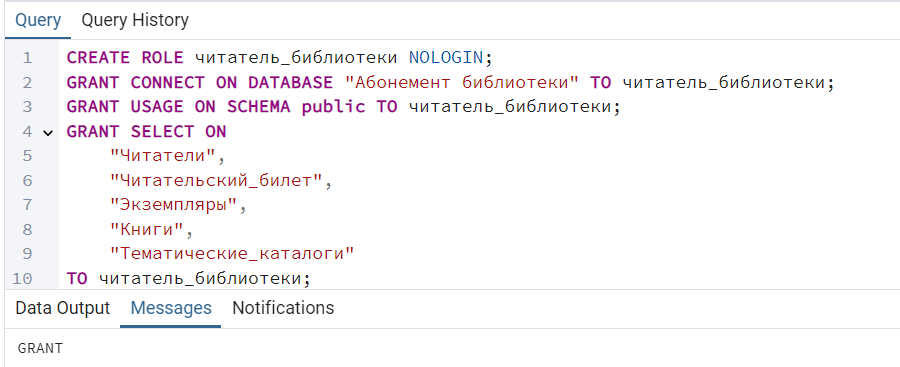 Query Query History
1 CREATE ROLE читатель_библиотеки NOLOGIN;
2 GRANT CONNECT ON DATABASE "Абонемент библиотеки" TO читатель_библиотеки;
3 GRANT USAGE ON SCHEMA public TO читатель_библиотеки;
4 GRANT SELECT ON
5 "Читатели",
6 "Читательский_билет",
7 "Экземпляры",
8 "Книги",
9 "Тематические_каталоги"
10 TO читатель_библиотеки;
Data Output Messages Notifications
GRANT